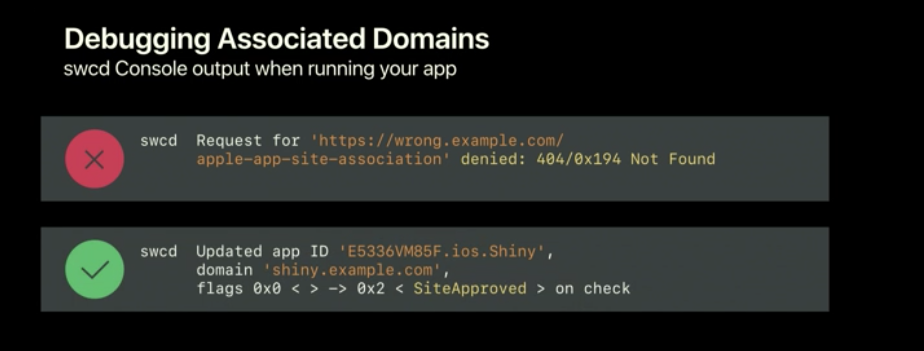 Debugging Associated Domains
swcd Console output when running your app
swcd Request for 'https://wrong.example.com/
apple-app-site-association' denied: 404/0x194 Not Found
swcd Updated app ID 'E5336VM85F.ios.Shiny',
domain 'shiny.example.com',
flags 0x0 < > -> 0x2 < SiteApproved > on check